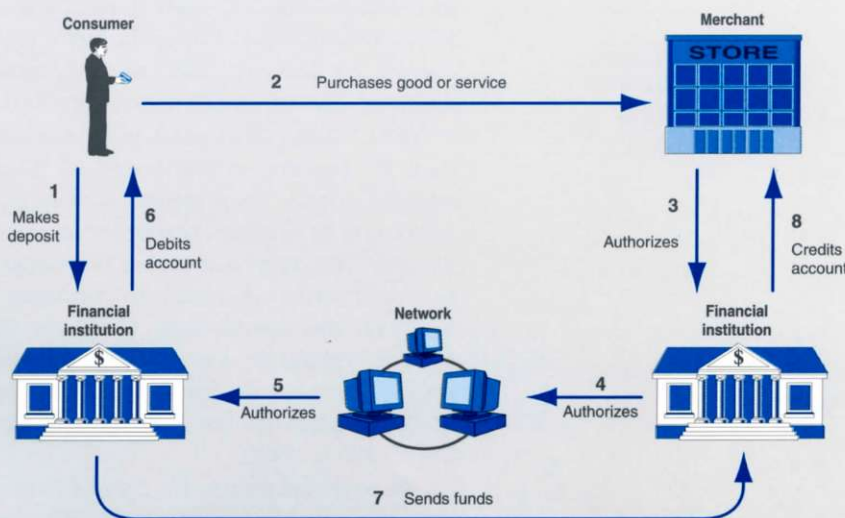 Consumer
Merchant
STORE
2 Purchases good or service
1
Makes
deposit
6
Debits
account
3
Authorizes
8
Credits
account
Financial
institution
$
Network
Financial
institution
$
5
Authorizes
4
Authorizes
7 Sends funds